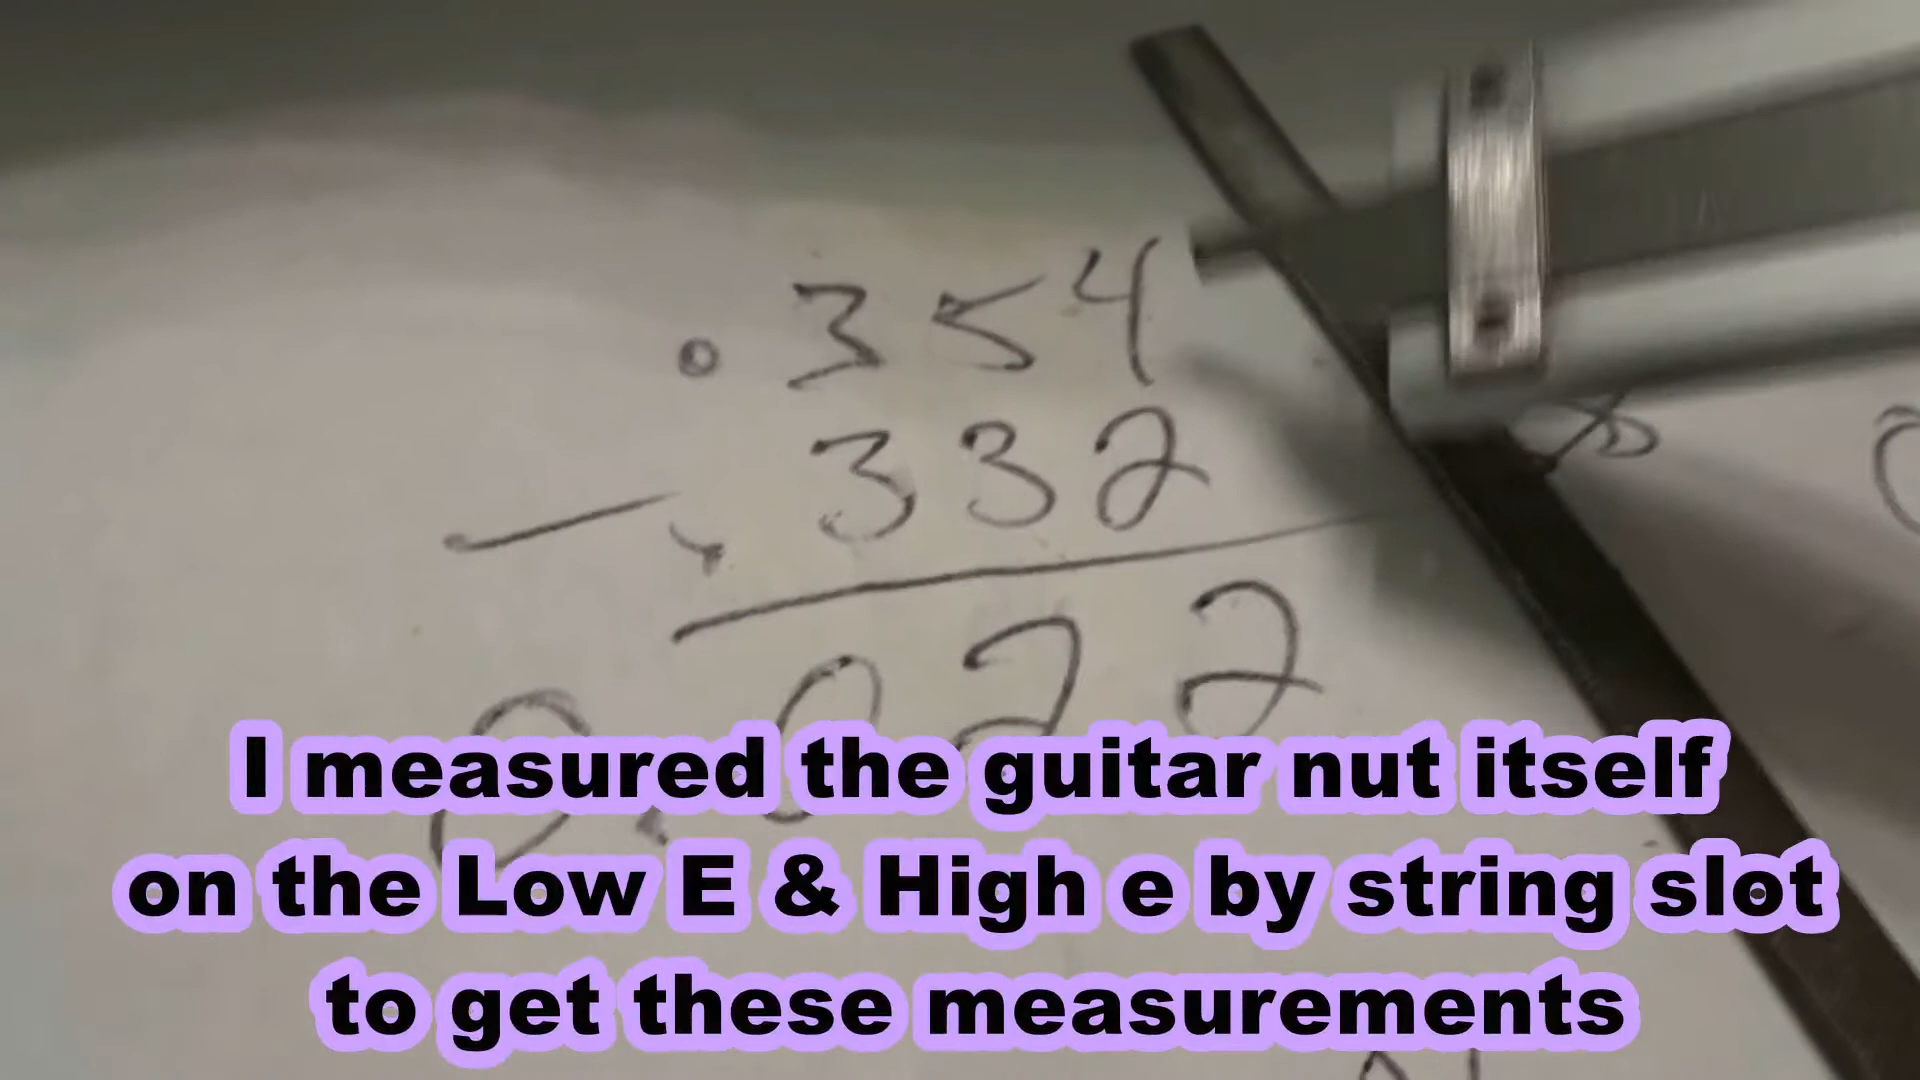 .354
- .332
0.022
I measured the guitar nut itself
on the Low E & High e by string slot
to get these measurements